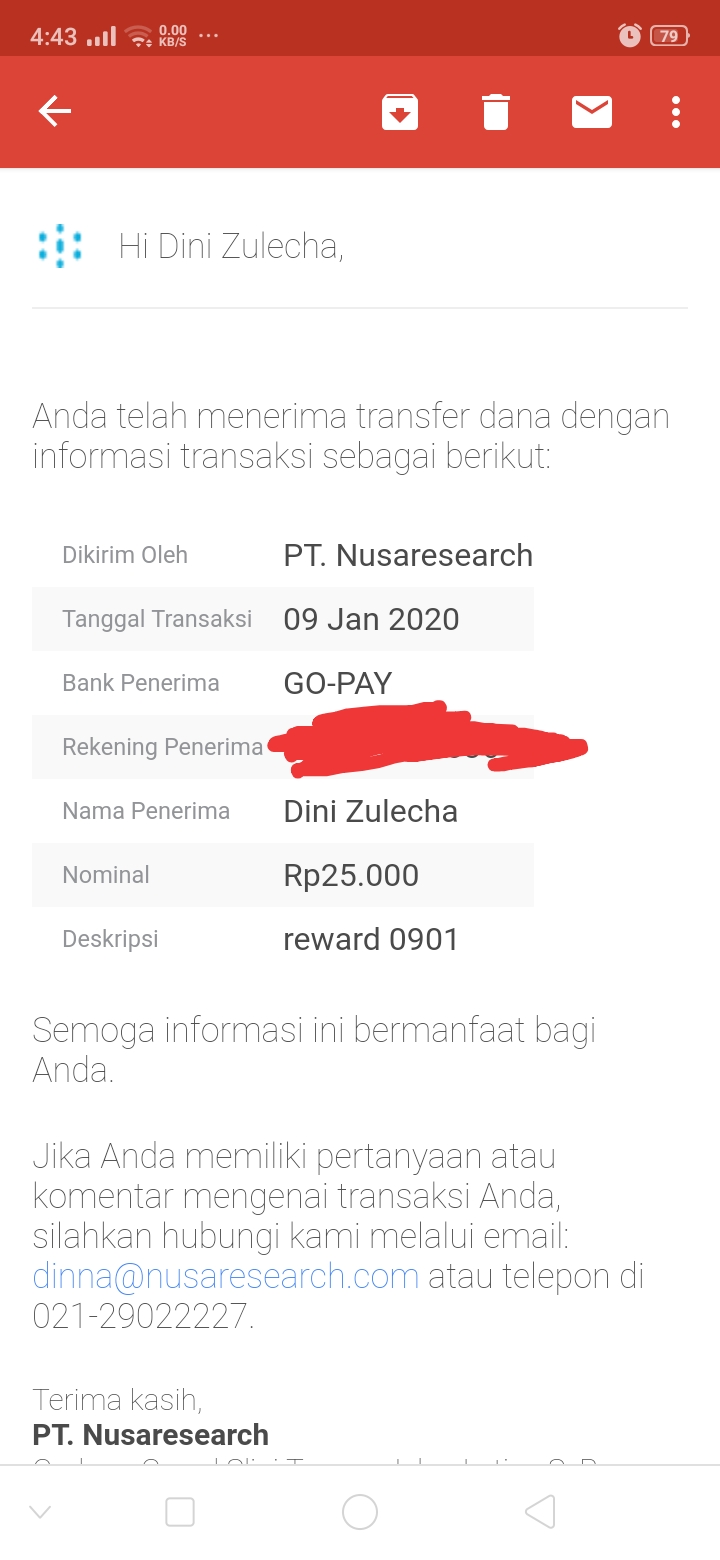 4:43 0.00 KB/S ... 79
Hi Dini Zulecha,
Anda telah menerima transfer dana dengan
informasi transaksi sebagai berikut:
Dikirim Oleh PT. Nusaresearch
Tanggal Transaksi 09 Jan 2020
Bank Penerima GO-PAY
Rekening Penerima
Nama Penerima Dini Zulecha
Nominal Rp25.000
Deskripsi reward 0901
Semoga informasi ini bermanfaat bagi
Anda.
Jika Anda memiliki pertanyaan atau
komentar mengenai transaksi Anda,
silahkan hubungi kami melalui email:
dinna@nusaresearch.com atau telepon di
021-29022227.
Terima kasih,
PT. Nusaresearch